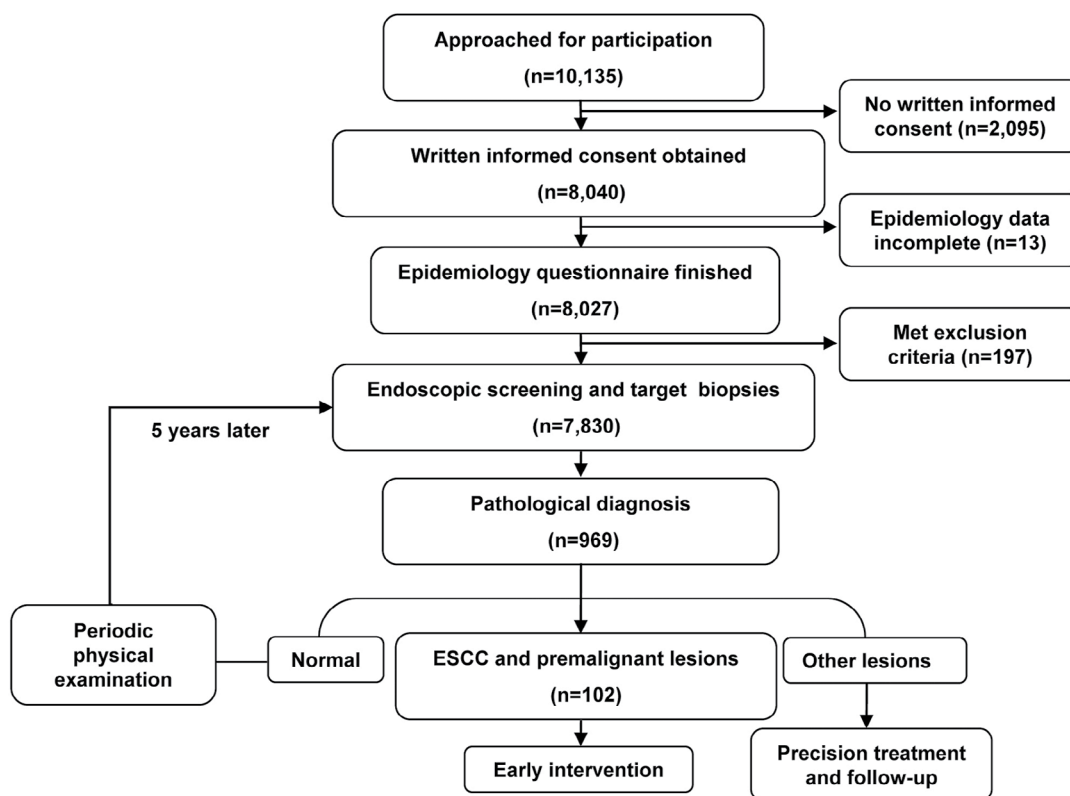 Approached for participation
(n=10,135)
No written informed
consent (n=2,095)
Written informed consent obtained
(n=8,040)
Epidemiology data
incomplete (n=13)
Epidemiology questionnaire finished
(n=8,027)
Met exclusion
criteria (n=197)
Endoscopic screening and target biopsies
(n=7,830)
5 years later
Pathological diagnosis
(n=969)
Periodic
physical
examination
Normal
ESCC and premalignant lesions
(n=102)
Other lesions
Early intervention
Precision treatment
and follow-up